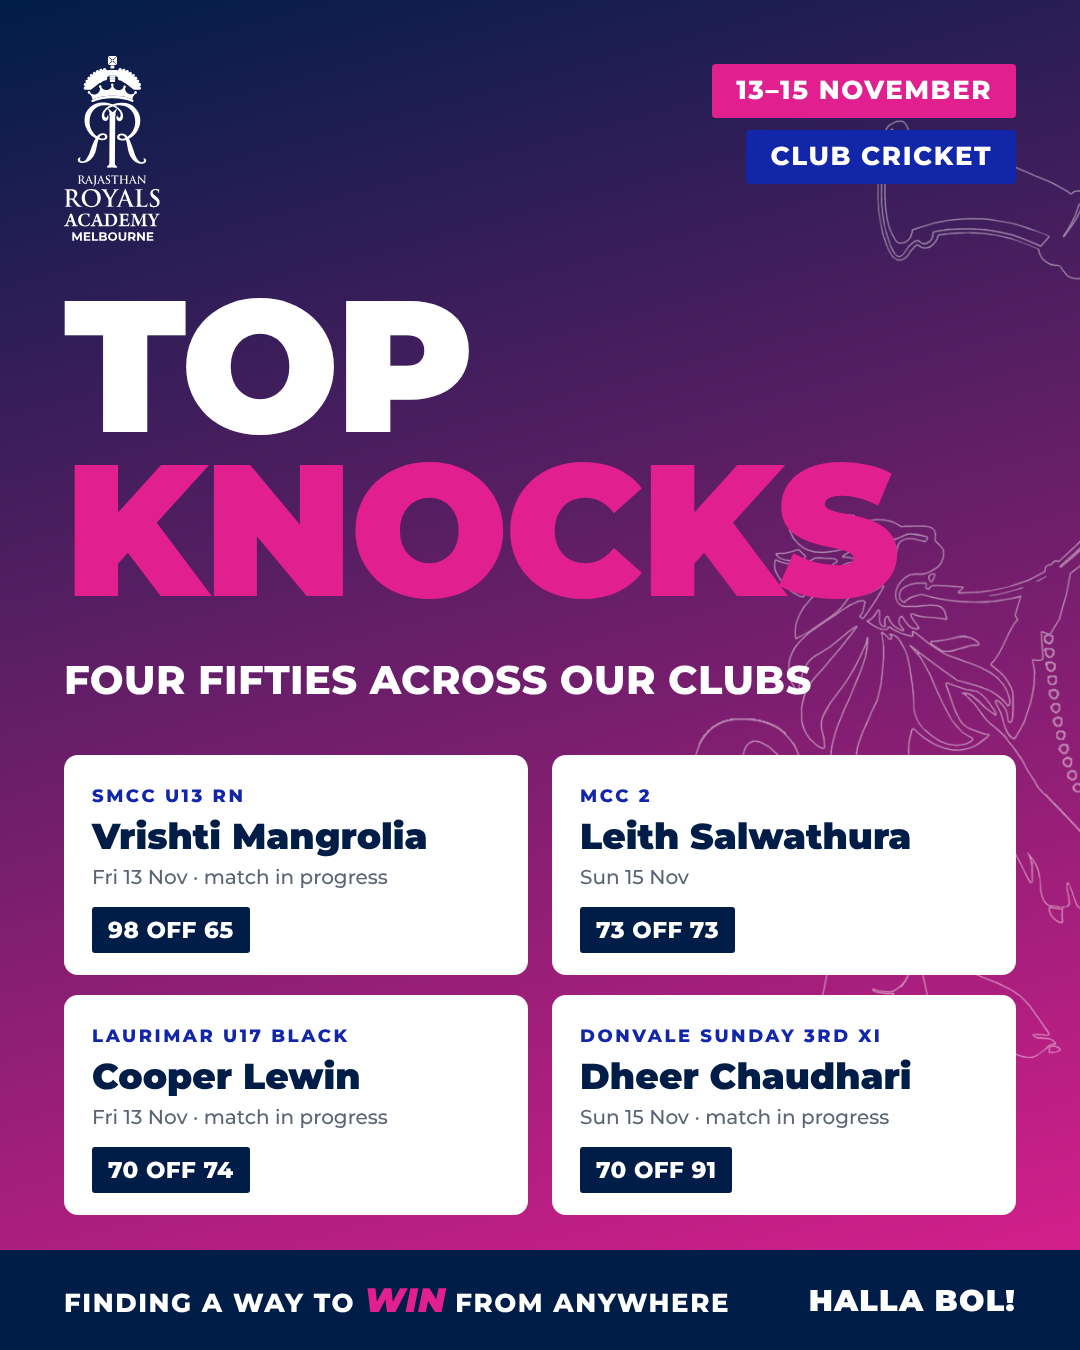 RAJASTHAN
ROYALS
ACADEMY
MELBOURNE
13–15 NOVEMBER
CLUB CRICKET
TOP
KNOCKS
FOUR FIFTIES ACROSS OUR CLUBS
SMCC U13 RN
Vrishti Mangrolia
Fri 13 Nov · match in progress
98 OFF 65
MCC 2
Leith Salwathura
Sun 15 Nov
73 OFF 73
LAURIMAR U17 BLACK
Cooper Lewin
Fri 13 Nov · match in progress
70 OFF 74
DONVALE SUNDAY 3RD XI
Dheer Chaudhari
Sun 15 Nov · match in progress
70 OFF 91
FINDING A WAY TO WIN FROM ANYWHERE
HALLA BOL!